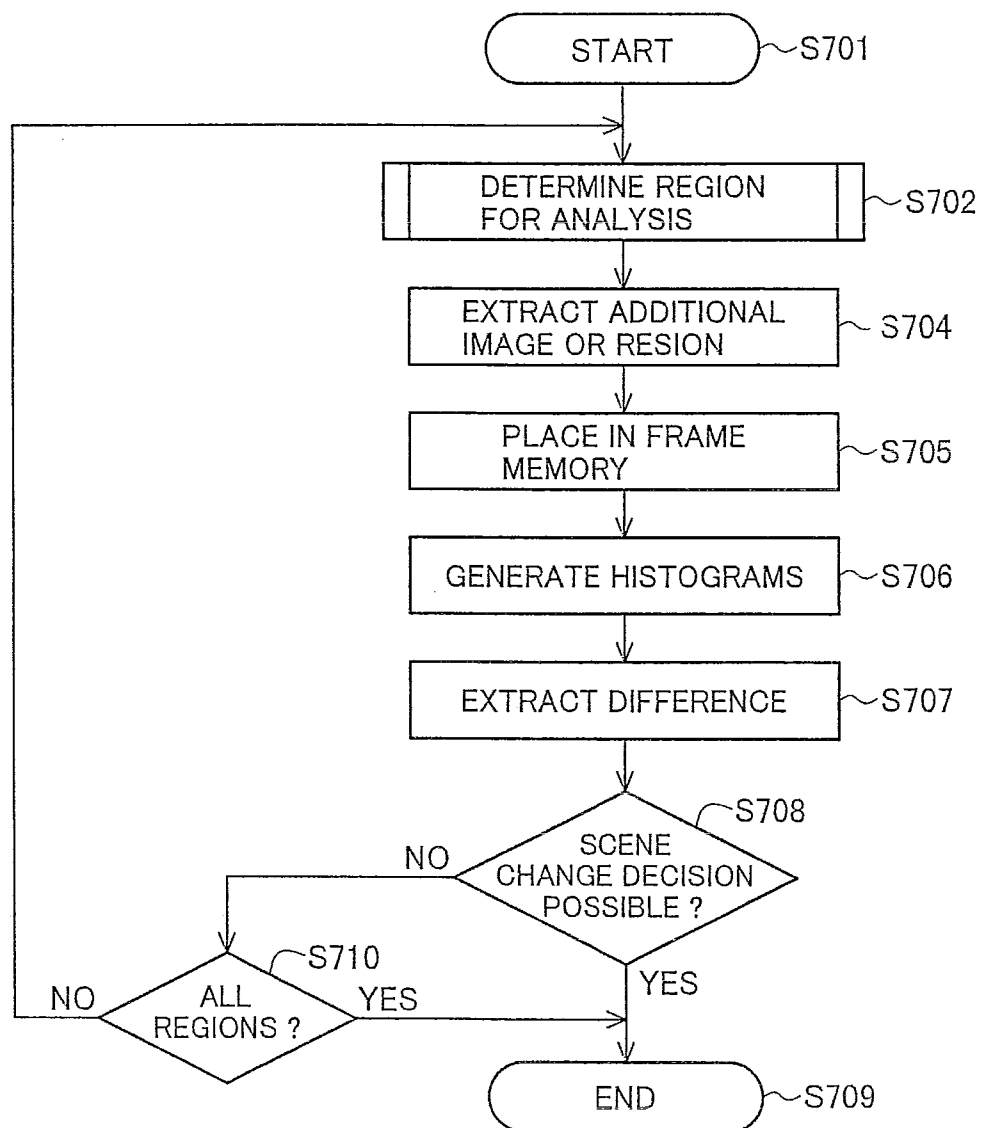 START
S701
DETERMINE REGION
FOR ANALYSIS
S702
EXTRACT ADDITIONAL
IMAGE OR RESION
S704
PLACE IN FRAME
MEMORY
S705
GENERATE HISTOGRAMS
S706
EXTRACT DIFFERENCE
S707
S708
SCENE
CHANGE DECISION
POSSIBLE ?
NO
YES
S710
ALL
REGIONS ?
NO
YES
END
S709